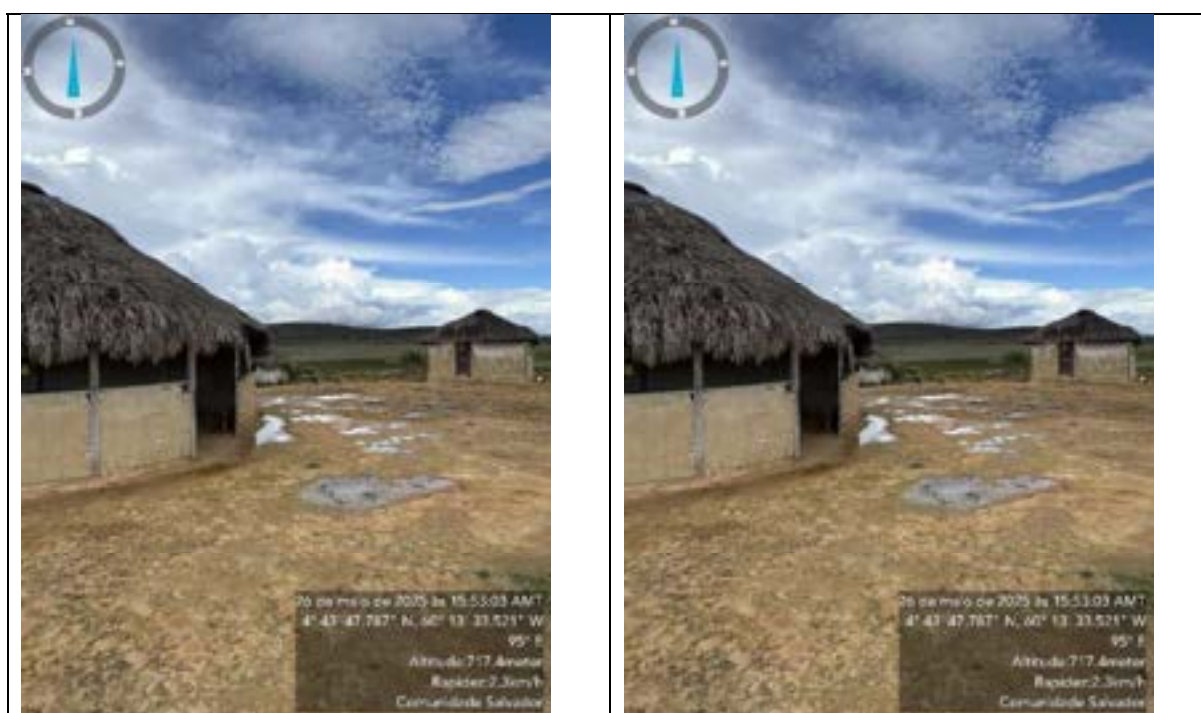 26 de maio de 2025 às 15:53:03 AMT
4° 43' 47.787" N, 60° 13' 33.521" W
95° E
Altitude:717.4meter
Rapidez:2.3km/h
Comunidade Salvador
26 de maio de 2025 às 15:53:03 AMT
4° 43' 47.787" N, 60° 13' 33.521" W
95° E
Altitude:717.4meter
Rapidez:2.3km/h
Comunidade Salvador